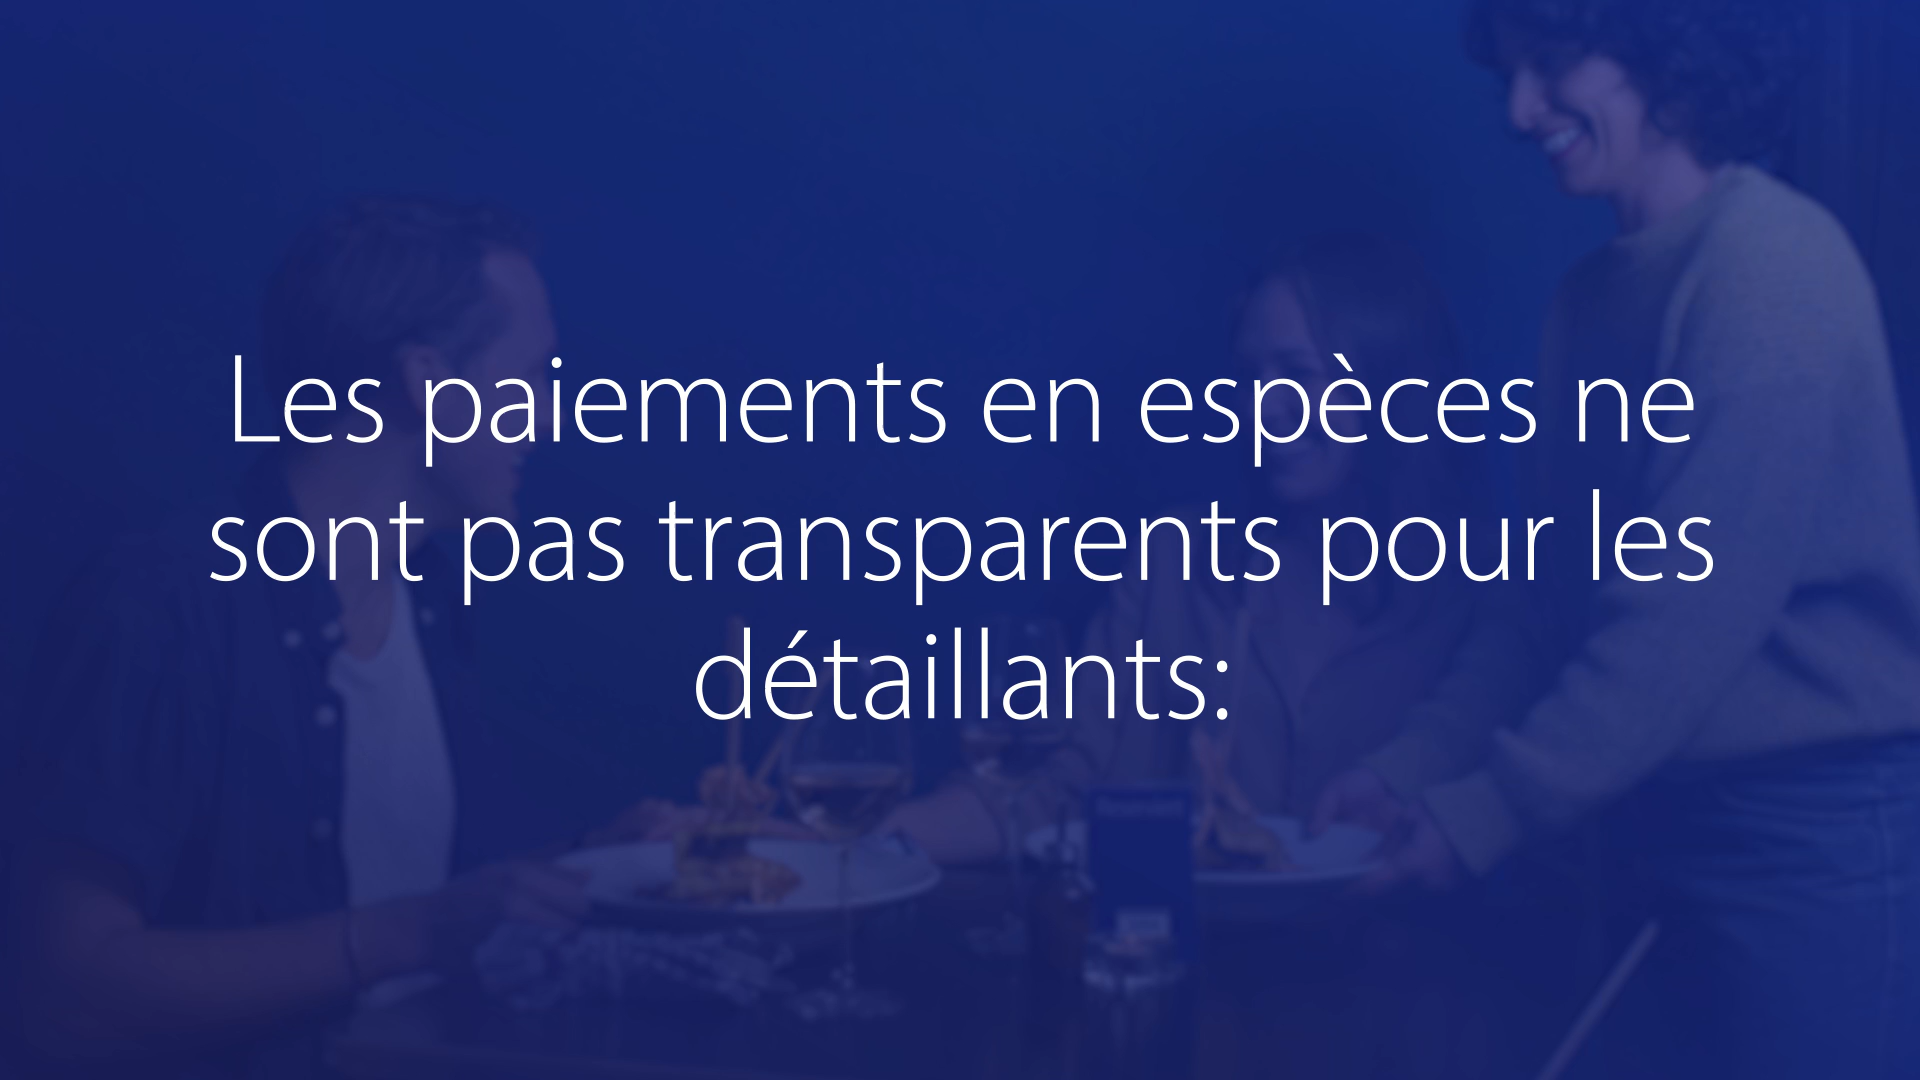 Les paiements en espèces ne
sont pas transparents pour les
détaillants: